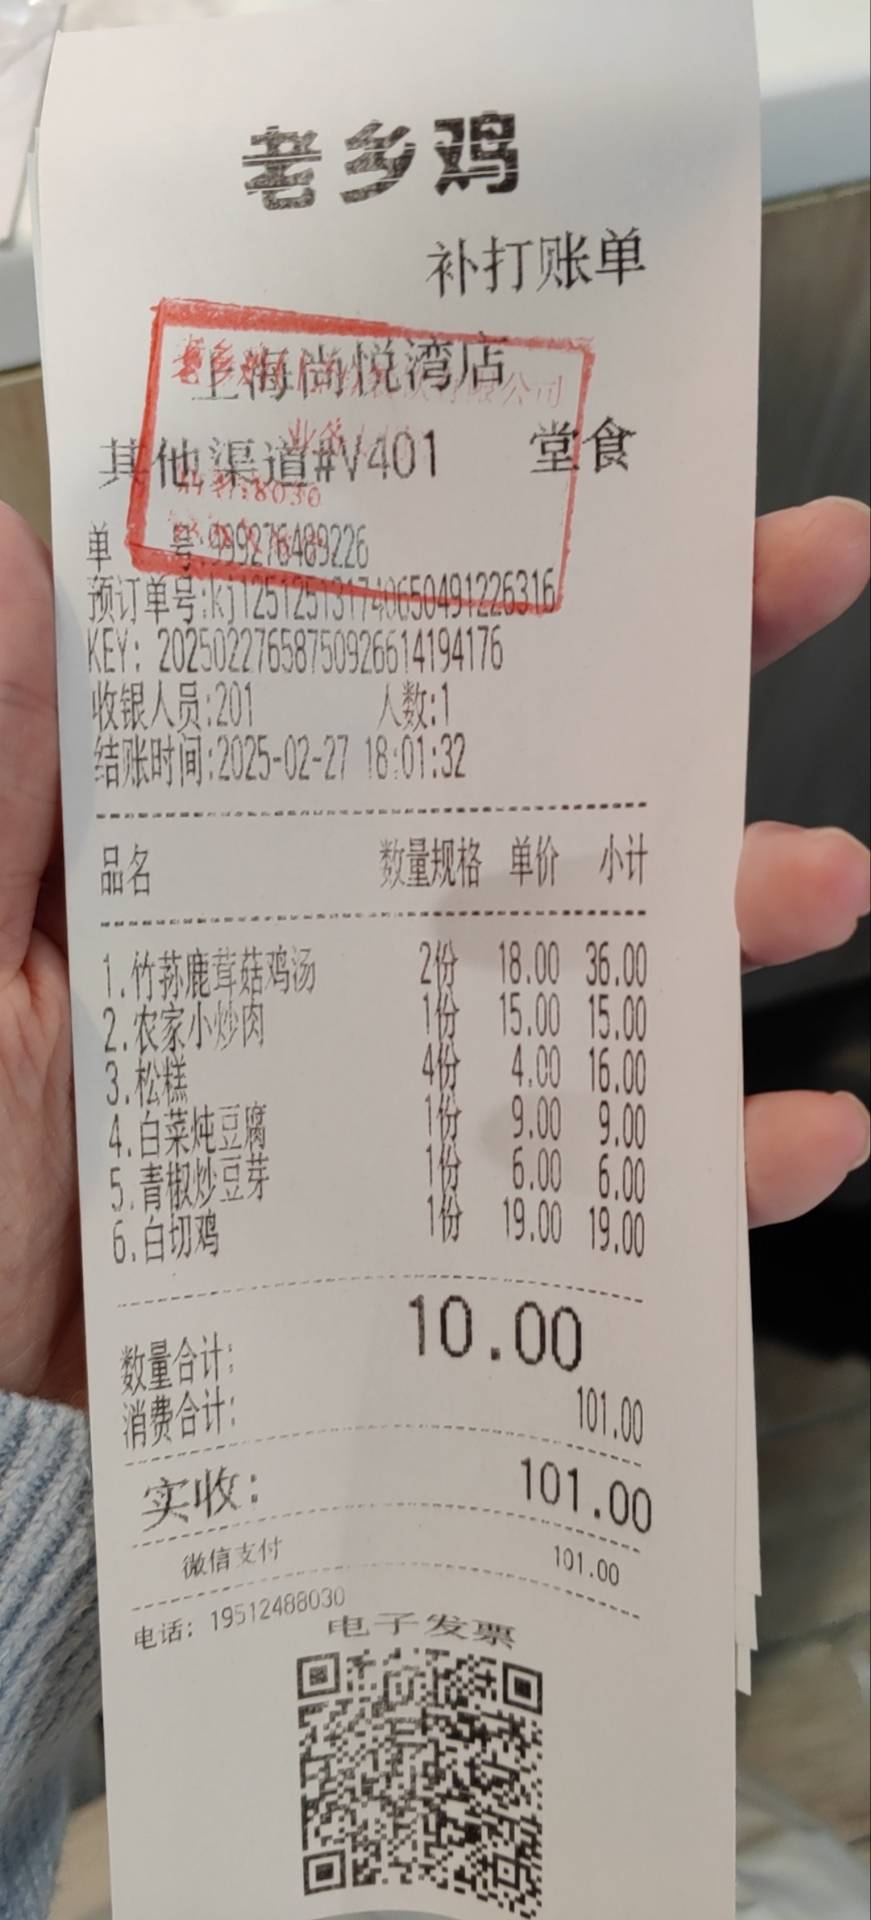 老乡鸡
补打账单
上海尚悦湾店
其他渠道#V401 堂食
单 号:999276489226
预订单号:kj125125131740650491226316
KEY: 20250227658750926614194176
收银人员:201 人数:1
结账时间:2025-02-27 18:01:32
品名 数量规格 单价 小计
1.竹荪鹿茸菇鸡汤 2份 18.00 36.00
2.农家小炒肉 1份 15.00 15.00
3.松糕 4份 4.00 16.00
4.白菜炖豆腐 1份 9.00 9.00
5.青椒炒豆芽 1份 6.00 6.00
6.白切鸡 1份 19.00 19.00
数量合计: 10.00
消费合计: 101.00
实收: 101.00
微信支付 101.00
电话: 19512488030
电子发票